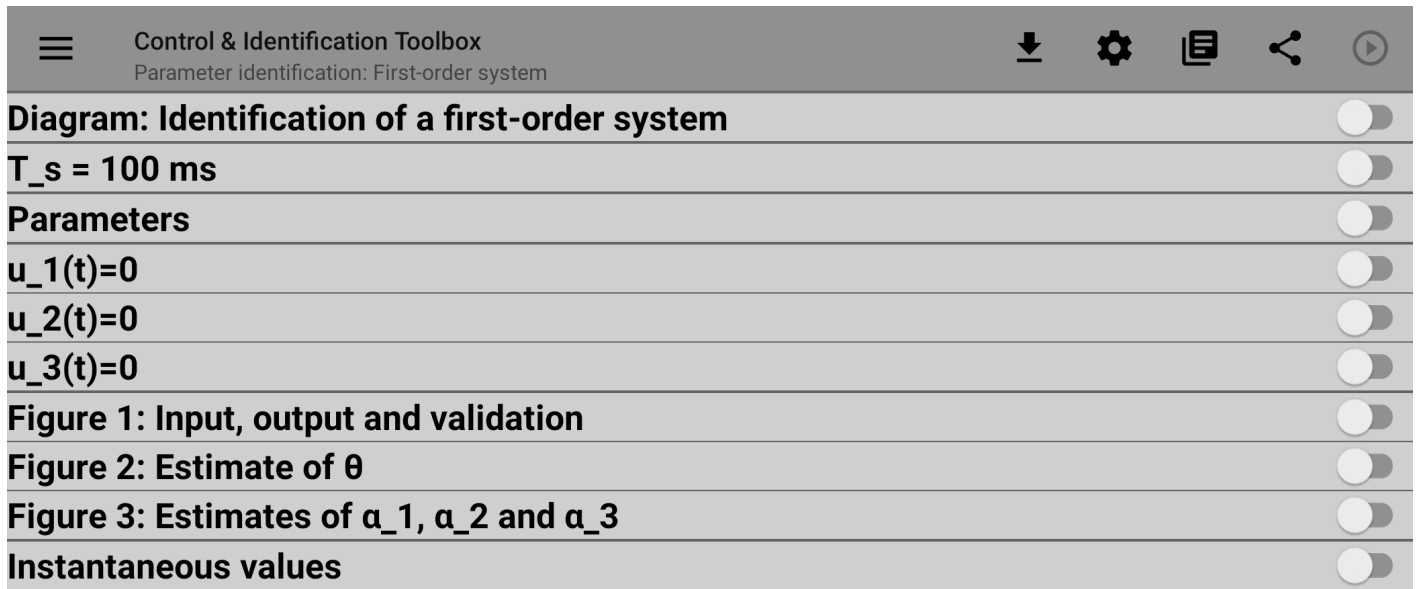 Control & Identification Toolbox
Parameter identification: First-order system
Diagram: Identification of a first-order system
T_s = 100 ms
Parameters
u_1(t)=0
u_2(t)=0
u_3(t)=0
Figure 1: Input, output and validation
Figure 2: Estimate of θ
Figure 3: Estimates of α_1, α_2 and α_3
Instantaneous values